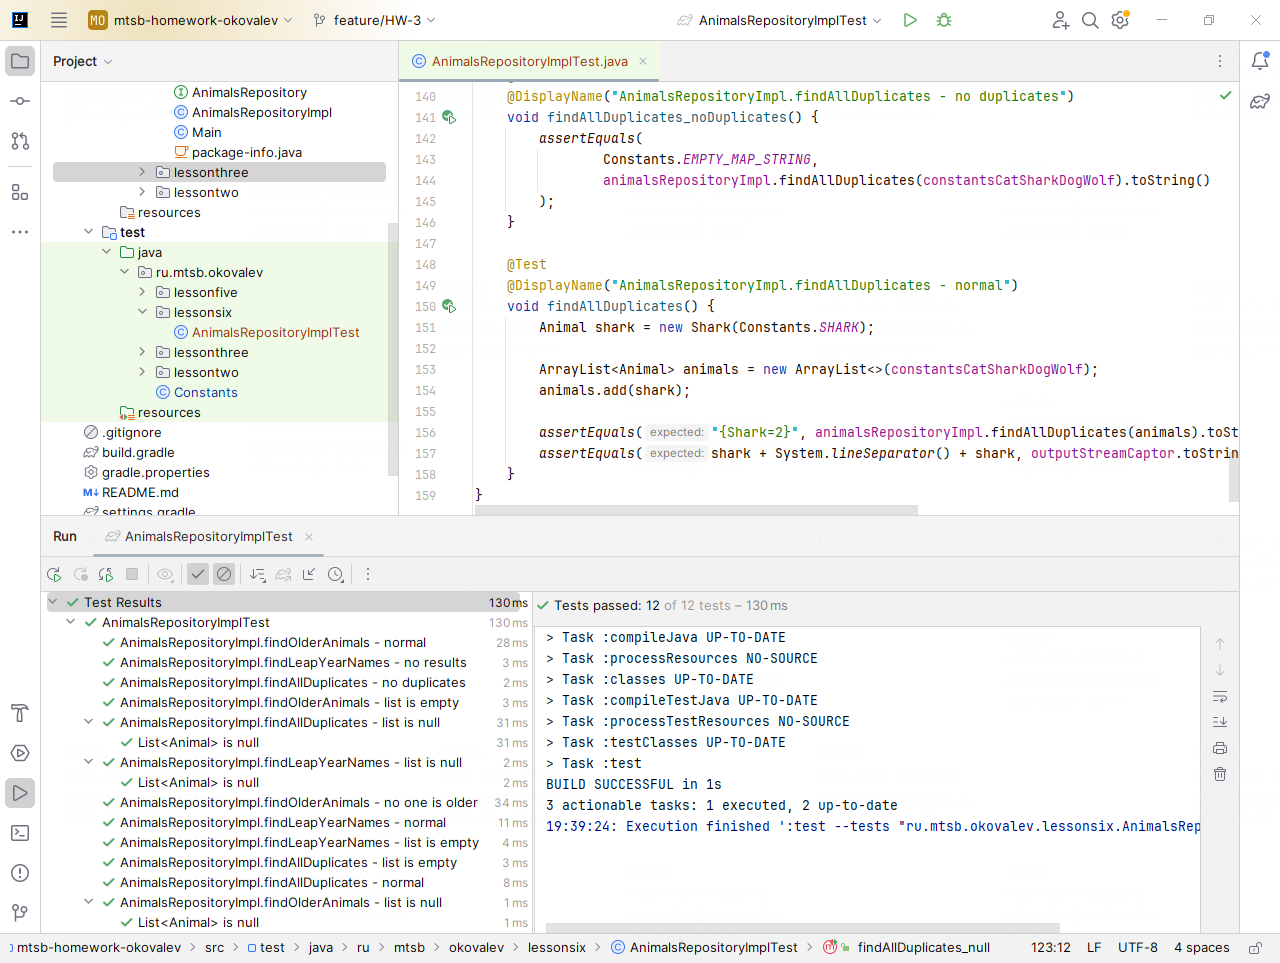 MO mtsb-homework-okovalev feature/HW-3 AnimalsRepositoryImplTest
Project
AnimalsRepositoryImplTest.java
AnimalsRepository
AnimalsRepositoryImpl
Main
package-info.java
lessonthree
lessontwo
resources
test
java
ru.mtsb.okovalev
lessonfive
lessonsix
AnimalsRepositoryImplTest
lessonthree
lessontwo
Constants
resources
.gitignore
build.gradle
gradle.properties
README.md
settings.gradle
140 @DisplayName("AnimalsRepositoryImpl.findAllDuplicates - no duplicates")
141 void findAllDuplicates_noDuplicates() {
142 assertEquals(
143 Constants.EMPTY_MAP_STRING,
144 animalsRepositoryImpl.findAllDuplicates(constantsCatSharkDogWolf).toString()
145 );
146 }
147
148 @Test
149 @DisplayName("AnimalsRepositoryImpl.findAllDuplicates - normal")
150 void findAllDuplicates() {
151 Animal shark = new Shark(Constants.SHARK);
152
153 ArrayList<Animal> animals = new ArrayList<>(constantsCatSharkDogWolf);
154 animals.add(shark);
155
156 assertEquals( expected: "{Shark=2}", animalsRepositoryImpl.findAllDuplicates(animals).toSt
157 assertEquals( expected: shark + System.lineSeparator() + shark, outputStreamCaptor.toStrin
158 }
159 }
Run AnimalsRepositoryImplTest
Test Results 130 ms
AnimalsRepositoryImplTest 130 ms
AnimalsRepositoryImpl.findOlderAnimals - normal 28 ms
AnimalsRepositoryImpl.findLeapYearNames - no results 3 ms
AnimalsRepositoryImpl.findAllDuplicates - no duplicates 2 ms
AnimalsRepositoryImpl.findOlderAnimals - list is empty 3 ms
AnimalsRepositoryImpl.findAllDuplicates - list is null 31 ms
List<Animal> is null 31 ms
AnimalsRepositoryImpl.findLeapYearNames - list is null 2 ms
List<Animal> is null 2 ms
AnimalsRepositoryImpl.findOlderAnimals - no one is older 34 ms
AnimalsRepositoryImpl.findLeapYearNames - normal 11 ms
AnimalsRepositoryImpl.findLeapYearNames - list is empty 4 ms
AnimalsRepositoryImpl.findAllDuplicates - list is empty 3 ms
AnimalsRepositoryImpl.findAllDuplicates - normal 8 ms
AnimalsRepositoryImpl.findOlderAnimals - list is null 1 ms
List<Animal> is null 1 ms
Tests passed: 12 of 12 tests – 130 ms
> Task :compileJava UP-TO-DATE
> Task :processResources NO-SOURCE
> Task :classes UP-TO-DATE
> Task :compileTestJava UP-TO-DATE
> Task :processTestResources NO-SOURCE
> Task :testClasses UP-TO-DATE
> Task :test
BUILD SUCCESSFUL in 1s
3 actionable tasks: 1 executed, 2 up-to-date
19:39:24: Execution finished ':test --tests "ru.mtsb.okovalev.lessonsix.AnimalsRep
mtsb-homework-okovalev > src > test > java > ru > mtsb > okovalev > lessonsix > AnimalsRepositoryImplTest > findAllDuplicates_null 123:12 LF UTF-8 4 spaces